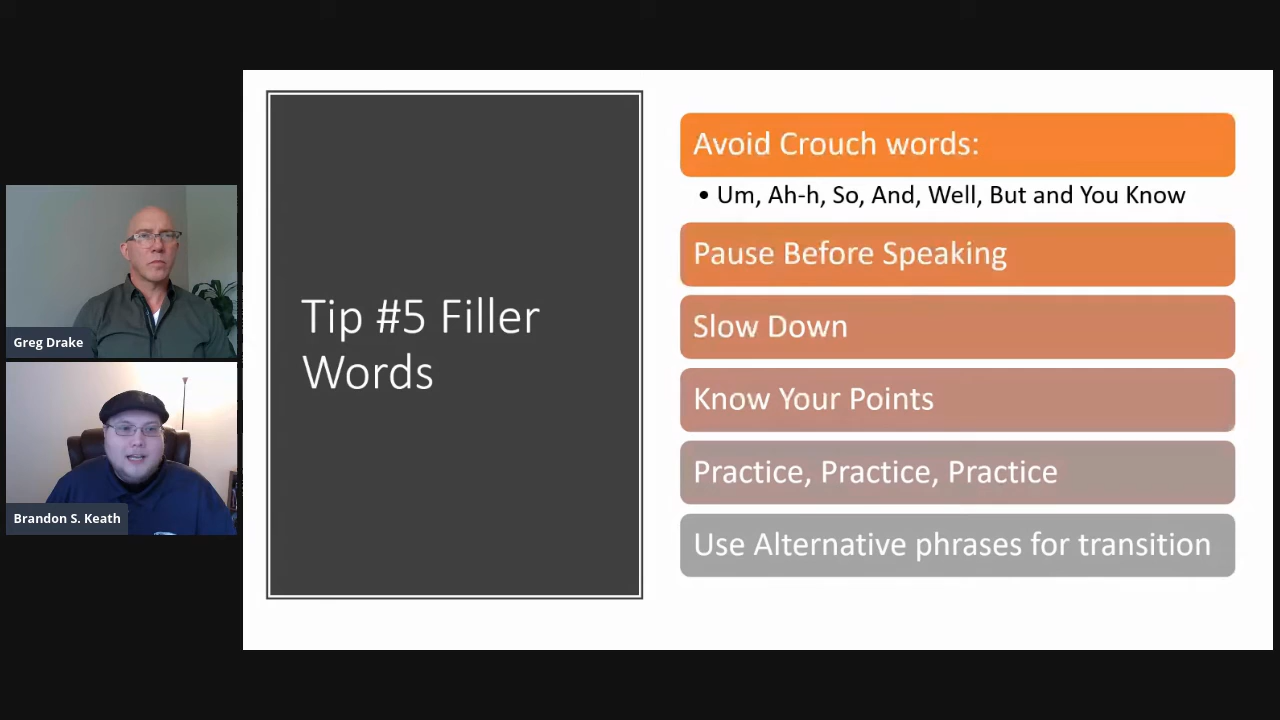 Greg Drake
Brandon S. Keath
Tip #5 Filler
Words
Avoid Crouch words:
• Um, Ah-h, So, And, Well, But and You Know
Pause Before Speaking
Slow Down
Know Your Points
Practice, Practice, Practice
Use Alternative phrases for transition